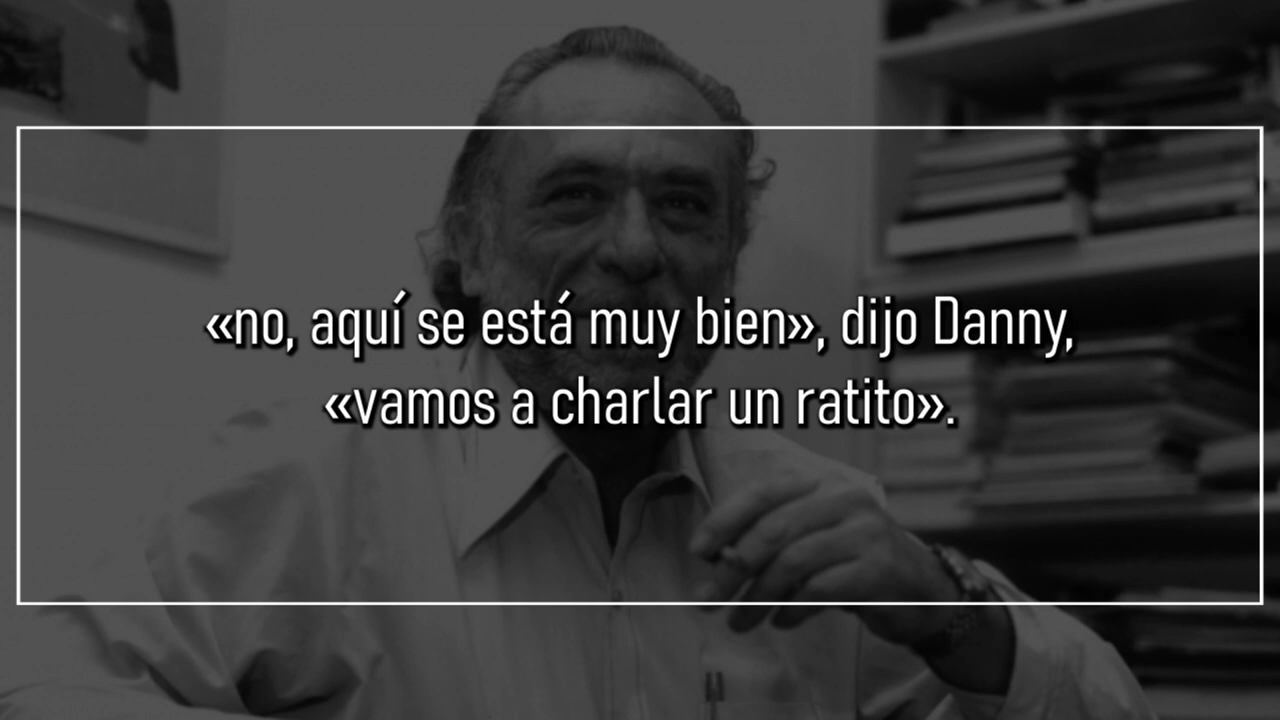 «no, aquí se está muy bien», dijo Danny,
«vamos a charlar un ratito».